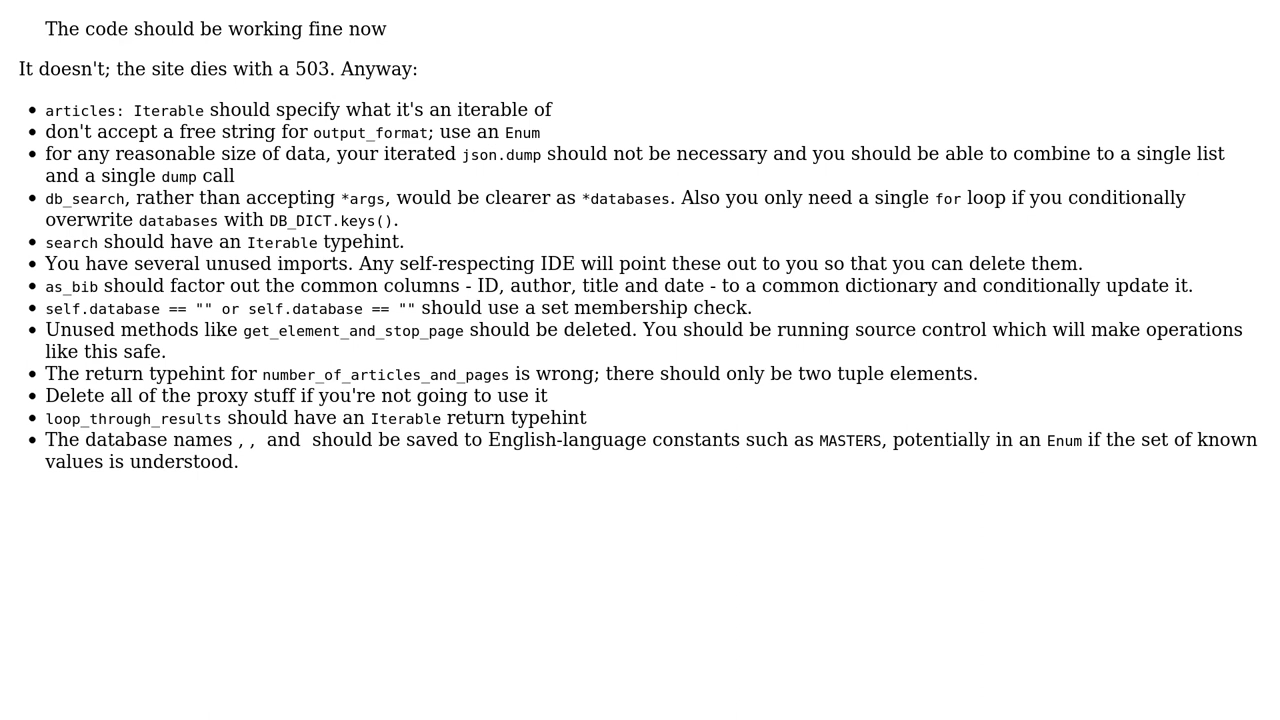 The code should be working fine now
It doesn't; the site dies with a 503. Anyway:
• articles: Iterable should specify what it's an iterable of
• don't accept a free string for output_format; use an Enum
• for any reasonable size of data, your iterated json.dump should not be necessary and you should be able to combine to a single list
and a single dump call
• db_search, rather than accepting *args, would be clearer as *databases. Also you only need a single for loop if you conditionally
overwrite databases with DB_DICT.keys().
• search should have an Iterable typehint.
• You have several unused imports. Any self-respecting IDE will point these out to you so that you can delete them.
• as_bib should factor out the common columns - ID, author, title and date - to a common dictionary and conditionally update it.
• self.database == "" or self.database == "" should use a set membership check.
• Unused methods like get_element_and_stop_page should be deleted. You should be running source control which will make operations
like this safe.
• The return typehint for number_of_articles_and_pages is wrong; there should only be two tuple elements.
• Delete all of the proxy stuff if you're not going to use it
• loop_through_results should have an Iterable return typehint
• The database names , ,  and  should be saved to English-language constants such as MASTERS, potentially in an Enum if the set of known
values is understood.